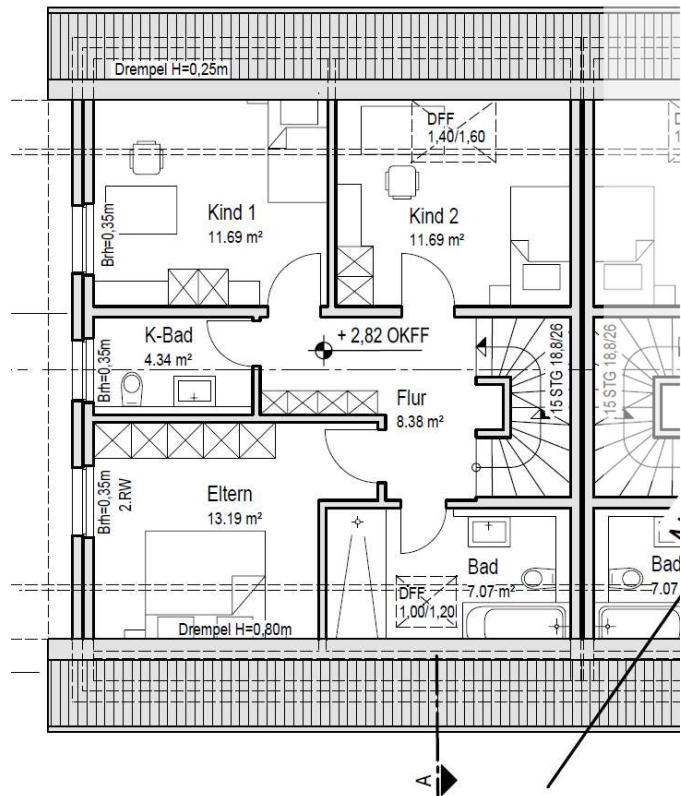 Drempel H=0,25m
DFF
1,40/1,60
Kind 1
11.69 m²
Kind 2
11.69 m²
Brh=0,35m
K-Bad
4.34 m²
+ 2,82 OKFF
Brh=0,35m
Flur
8.38 m²
15 STG 18,8/26
15 STG 18,8/26
Eltern
13.19 m²
Brh=0,35m
2.RW
Bad
7.07 m²
DFF
1,00/1,20
Bad
7.07
Drempel H=0,80m
A